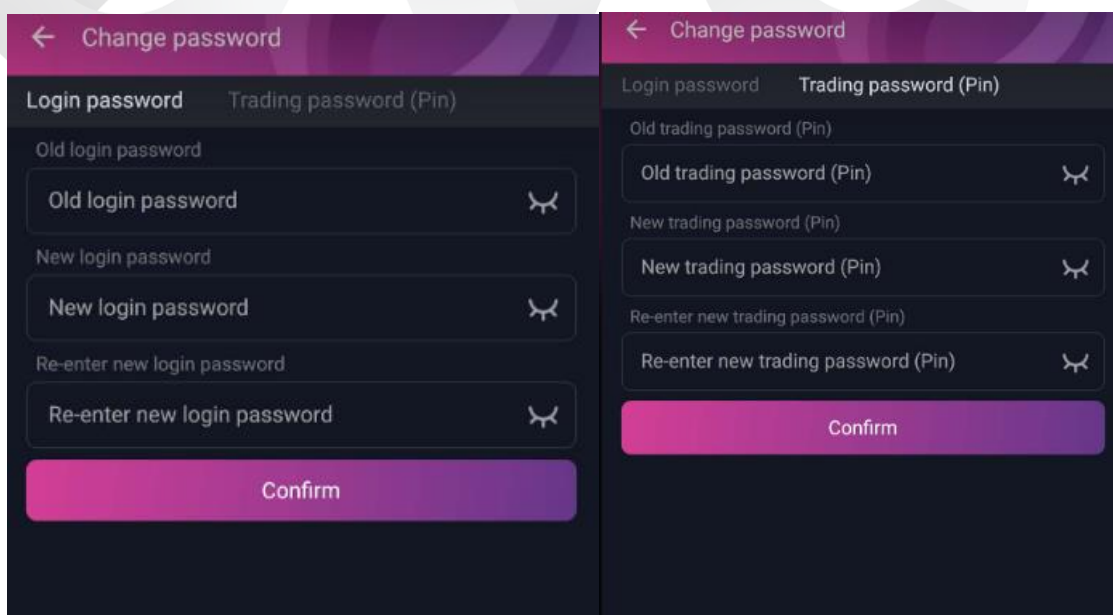 Change password
Login password Trading password (Pin)
Old login password
Old login password
New login password
New login password
Re-enter new login password
Re-enter new login password
Confirm
Change password
Login password Trading password (Pin)
Old trading password (Pin)
Old trading password (Pin)
New trading password (Pin)
New trading password (Pin)
Re-enter new trading password (Pin)
Re-enter new trading password (Pin)
Confirm